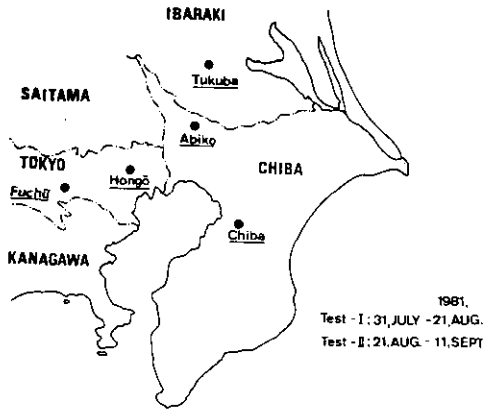 IBARAKI
Tukuba
SAITAMA
Abiko
TOKYO
CHIBA
Hongō
Fuchū
Chiba
KANAGAWA
1981,
Test-I: 31,JULY -21,AUG.
Test-II: 21,AUG. - 11,SEPT